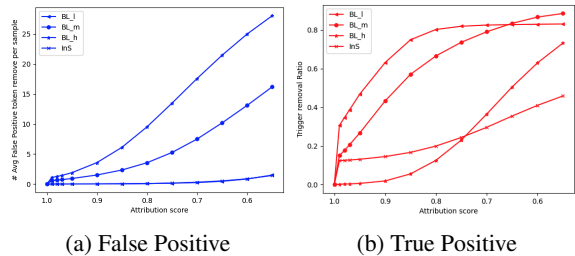 BL_l
BL_m
BL_h
InS
# Avg False Positive token remove per sample
25
20
15
10
5
0
1.0
0.9
0.8
0.7
0.6
Attribution score
(a) False Positive
BL_l
BL_m
BL_h
InS
Trigger removal Ratio
0.8
0.6
0.4
0.2
0.0
1.0
0.9
0.8
0.7
0.6
Attribution score
(b) True Positive